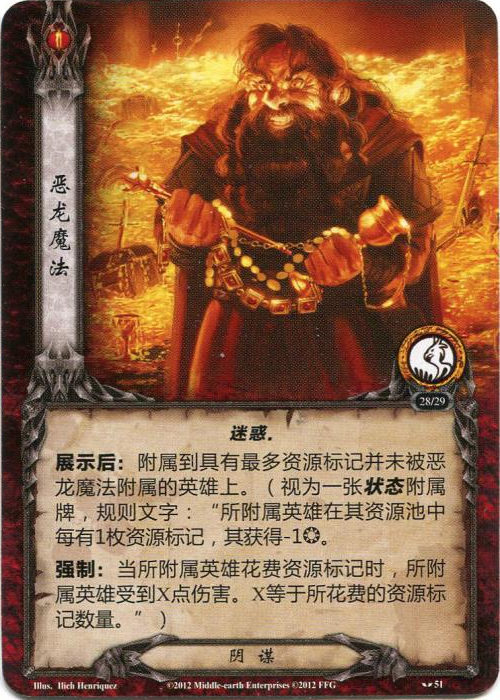 恶龙魔法
28/29
迷惑.
展示后：附属到具有最多资源标记并未被恶
龙魔法附属的英雄上。（视为一张状态附属
牌，规则文字：“所附属英雄在其资源池中
每有1枚资源标记，其获得-1。
强制：当所附属英雄花费资源标记时，所附
属英雄受到X点伤害。X等于所花费的资源标
记数量。”）
阴谋
Illus. Ilich Henriquez
©2012 Middle-earth Enterprises ©2012 FFG
51